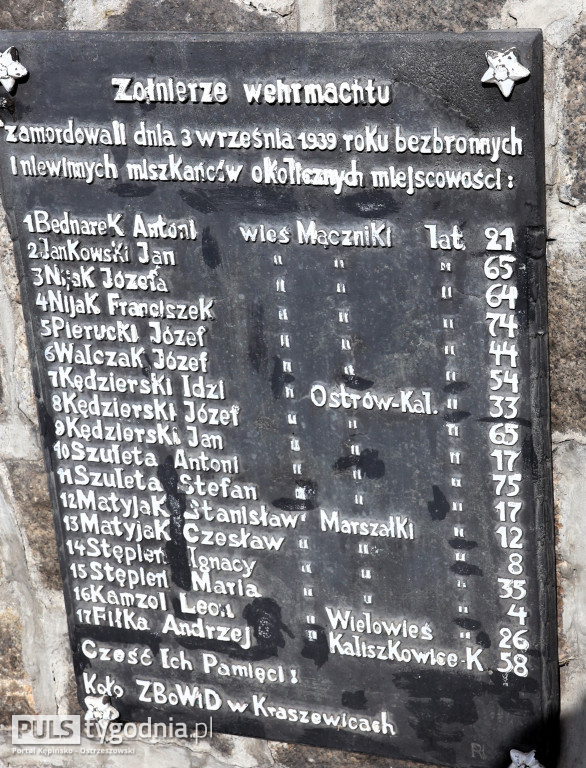 Żołnierze wehrmachtu
zamordowali dnia 3 września 1939 roku bezbronnych
i niewinnych mieszkańców okolicznych miejscowości:
1 Bednarek Antoni wieś Mączniki lat 21
2 Jankowski Jan " " " 65
3 Nijak Józefa " " " 64
4 Nijak Franciszek " " " 74
5 Pierucki Józef " " " 44
6 Walczak Józef " " " 54
7 Kędzierski Idzi " Ostrów-Kal. " 33
8 Kędzierski Józef " " " 65
9 Kędzierski Jan " " " 17
10 Szuleta Antoni " " " 75
11 Szuleta Stefan " " " 17
12 Matyjak Stanisław " Marszałki " 12
13 Matyjak Czesław " " " 8
14 Stępień Ignacy " " " 35
15 Stępień Maria " " " 4
16 Kamzol Leon " Wielowieś " 26
17 Fiłka Andrzej " Kaliszkowice-K. 58
Cześć Ich Pamięci:
Koło ZBoWiD w Kraszewicach
PULS tygodnia.pl
Portal Kępińsko - Ostrzeszowski